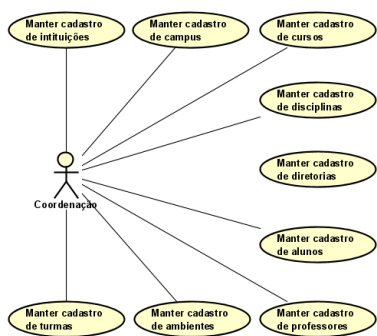 Manter cadastro
de intituições
Manter cadastro
de campus
Manter cadastro
de cursos
Manter cadastro
de disciplinas
Manter cadastro
de diretorias
Coordenação
Manter cadastro
de alunos
Manter cadastro
de turmas
Manter cadastro
de ambientes
Manter cadastro
de professores